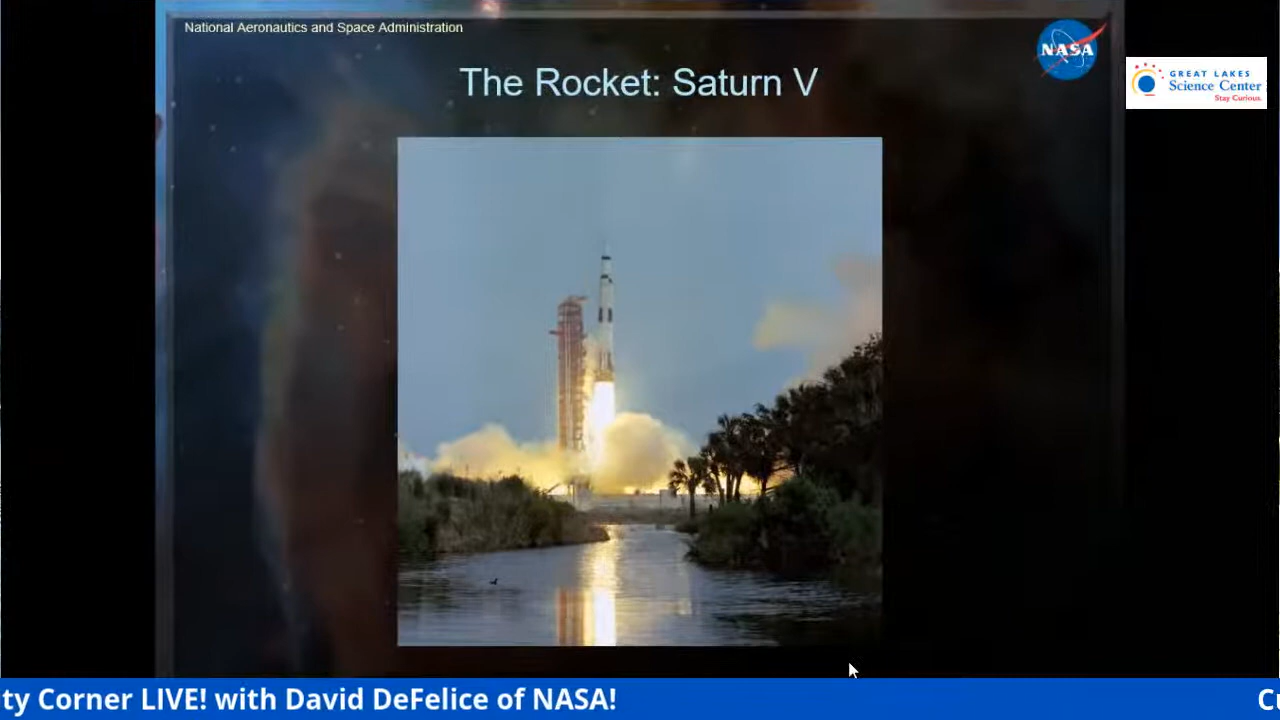 National Aeronautics and Space Administration
NASA
The Rocket: Saturn V
GREAT LAKES
Science Center
Stay Curious.
ty Corner LIVE! with David DeFelice of NASA!
Cu